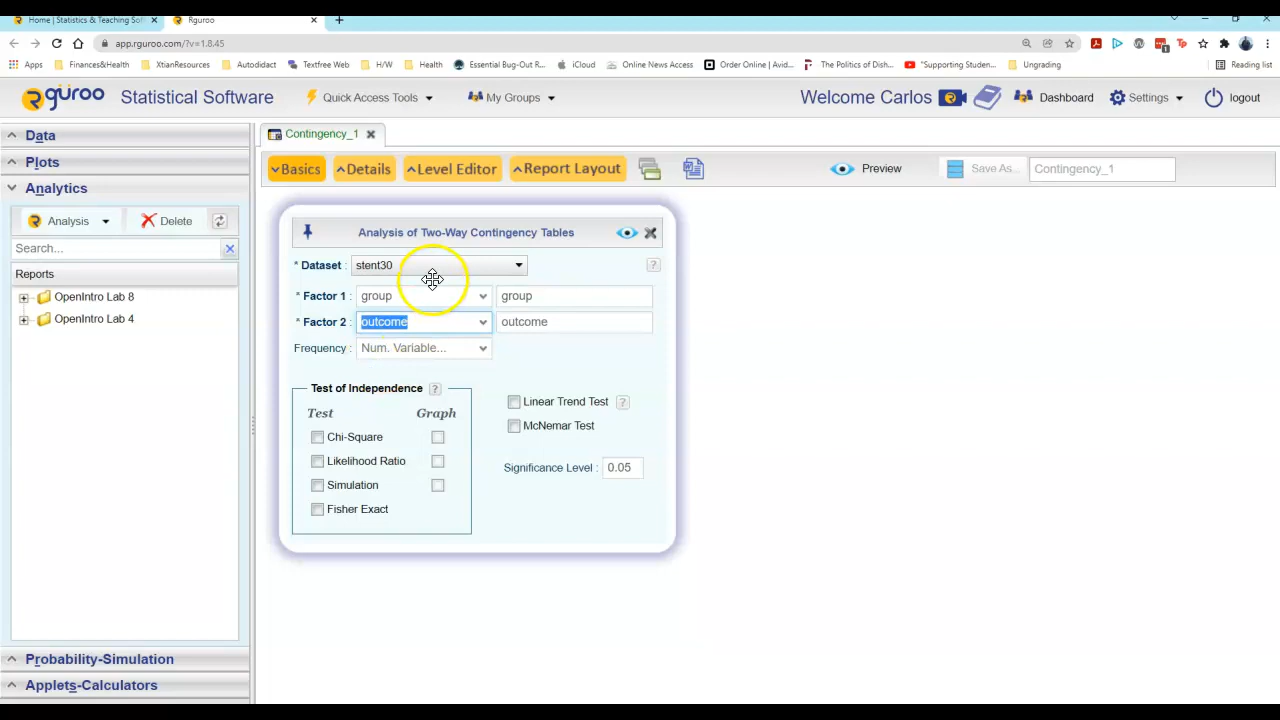 Home | Statistics & Teaching Sof
Rguroo
app.rguroo.com/?v=1.8.45
Apps
Finances&Health
XtianResources
Autodidact
Textfree Web
H/W
Health
Essential Bug-Out R...
iCloud
Online News Access
Order Online | Avid...
The Politics of Dish...
"Supporting Studen...
Ungrading
Reading list
rgüroo
Statistical Software
Quick Access Tools
My Groups
Welcome Carlos
Dashboard
Settings
logout
Data
Plots
Analytics
Analysis
Delete
Search...
Reports
OpenIntro Lab 8
OpenIntro Lab 4
Probability-Simulation
Applets-Calculators
Contingency_1
Basics
Details
Level Editor
Report Layout
Preview
Save As...
Contingency_1
Analysis of Two-Way Contingency Tables
* Dataset : stent30
* Factor 1 : group group
* Factor 2 : outcome outcome
Frequency : Num. Variable...
Test of Independence ?
Test Graph
Chi-Square
Likelihood Ratio
Simulation
Fisher Exact
Linear Trend Test ?
McNemar Test
Significance Level : 0.05
?